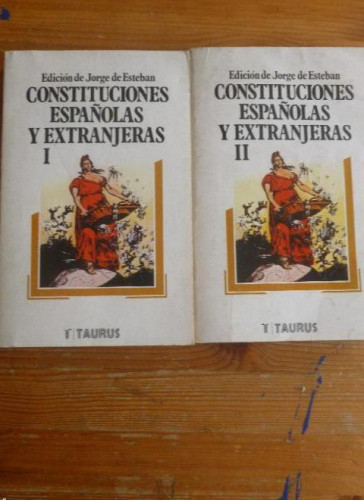 Edición de Jorge de Esteban
CONSTITUCIONES
ESPAÑOLAS
Y EXTRANJERAS
I
TAURUS
Edición de Jorge de Esteban
CONSTITUCIONES
ESPAÑOLAS
Y EXTRANJERAS
II
TAURUS